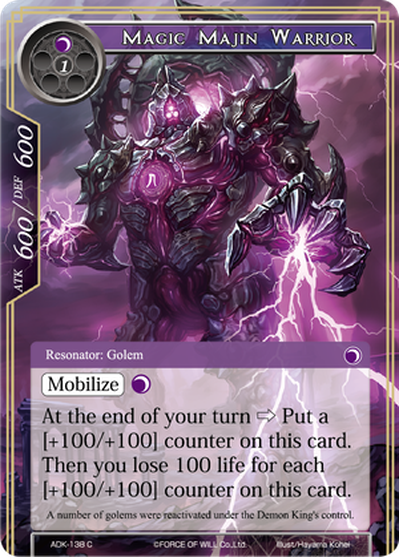 Magic Majin Warrior
1
ATK 600 / DEF 600
Resonator: Golem
Mobilize
At the end of your turn ⇨ Put a
[+100/+100] counter on this card.
Then you lose 100 life for each
[+100/+100] counter on this card.
A number of golems were reactivated under the Demon King's control.
ADK-138 C ©FORCE OF WILL Co.,Ltd. Illust/Hayama Kohei